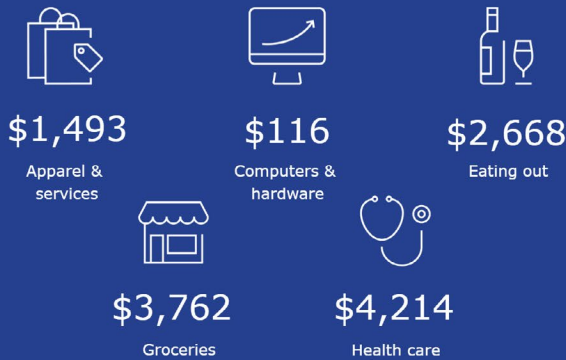 $1,493
Apparel &
services
$116
Computers &
hardware
$2,668
Eating out
$3,762
Groceries
$4,214
Health care